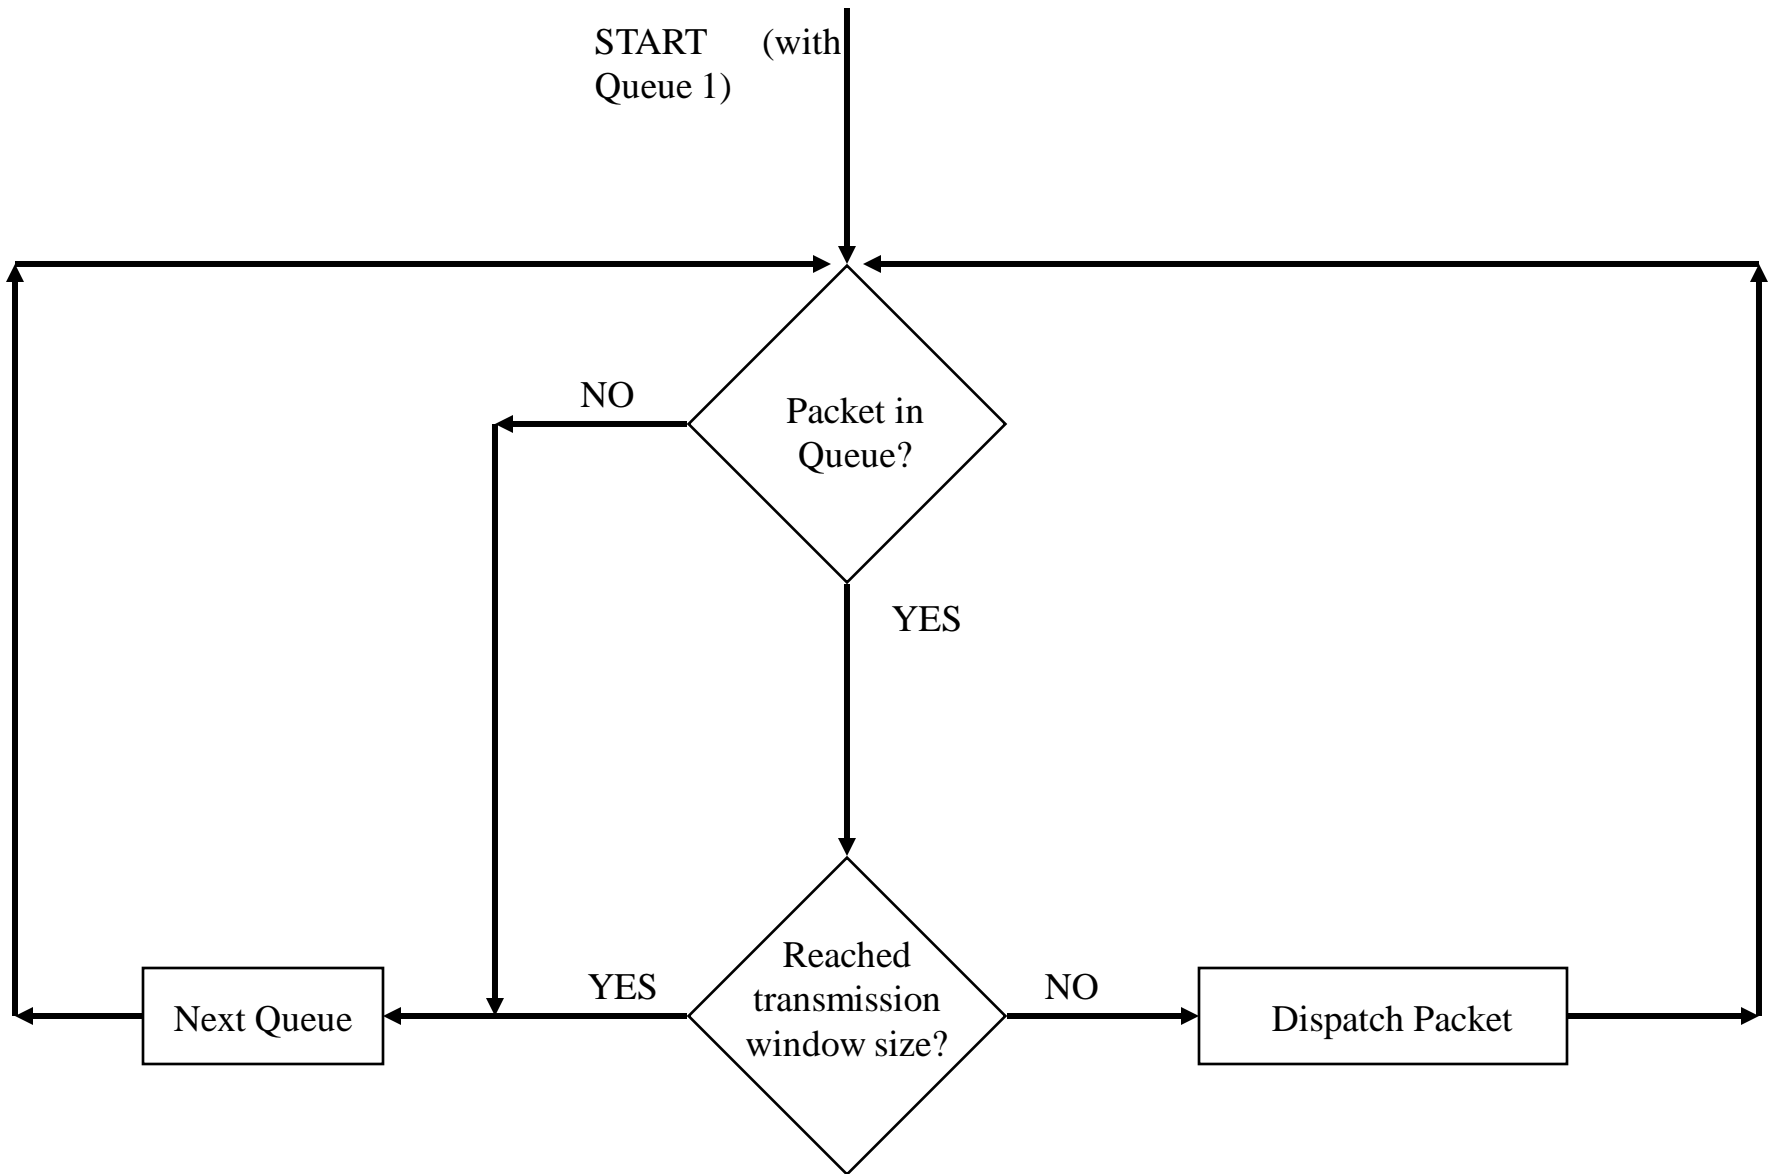 START (with
Queue 1)
NO
Packet in
Queue?
YES
Reached
transmission
window size?
YES
NO
Next Queue
Dispatch Packet